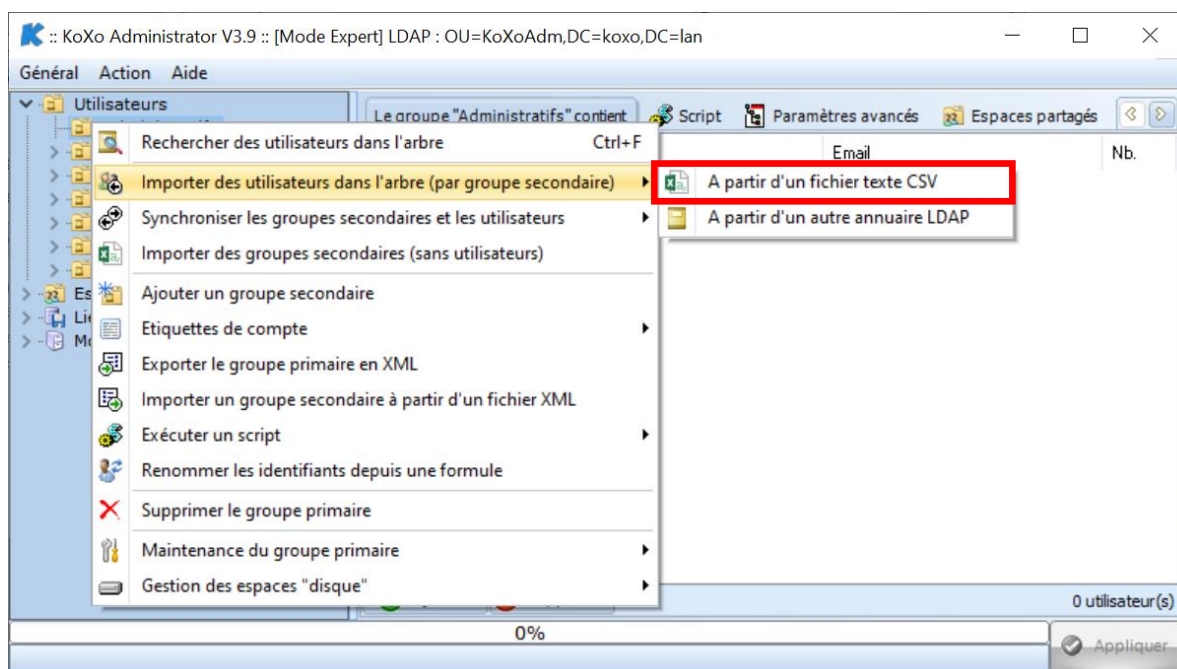 :: KoXo Administrator V3.9 :: [Mode Expert] LDAP : OU=KoXoAdm,DC=koxo,DC=lan
Général Action Aide
Utilisateurs
Le groupe "Administratifs" contient Script Paramètres avancés Espaces partagés
Email Nb.
Rechercher des utilisateurs dans l'arbre Ctrl+F
Importer des utilisateurs dans l'arbre (par groupe secondaire)
A partir d'un fichier texte CSV
Synchroniser les groupes secondaires et les utilisateurs
A partir d'un autre annuaire LDAP
Importer des groupes secondaires (sans utilisateurs)
Es
Ajouter un groupe secondaire
Lie
Etiquettes de compte
Mo
Exporter le groupe primaire en XML
Importer un groupe secondaire à partir d'un fichier XML
Exécuter un script
Renommer les identifiants depuis une formule
Supprimer le groupe primaire
Maintenance du groupe primaire
Gestion des espaces "disque"
0 utilisateur(s)
0%
Appliquer